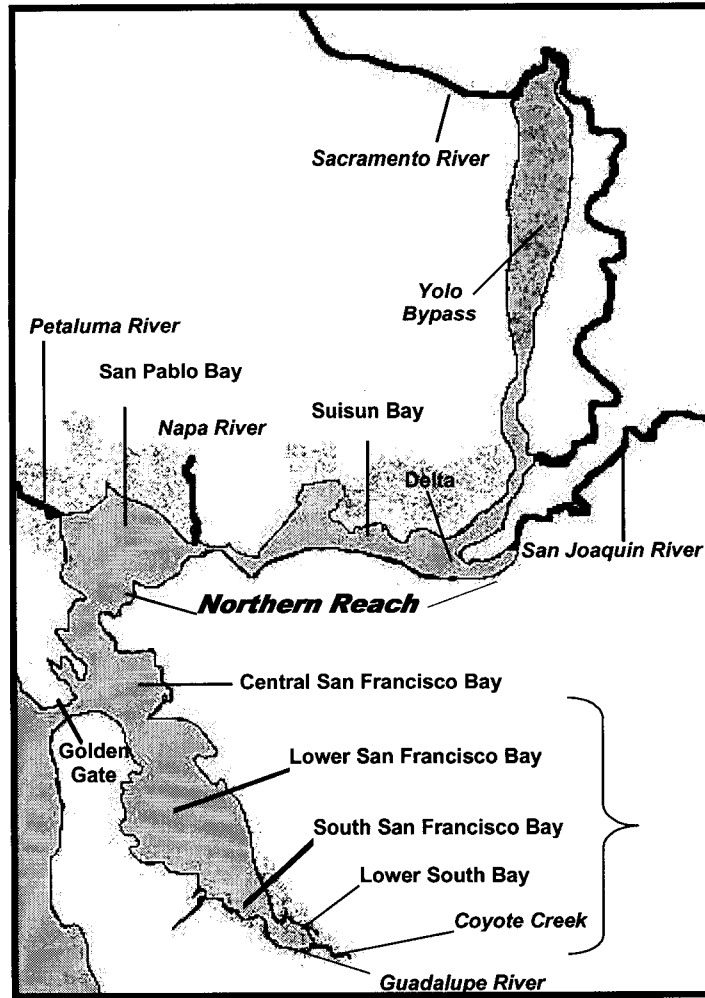 Sacramento River
Yolo
Bypass
Petaluma River
San Pablo Bay
Napa River
Suisun Bay
Delta
San Joaquin River
Northern Reach
Central San Francisco Bay
Golden
Gate
Lower San Francisco Bay
South San Francisco Bay
Lower South Bay
Coyote Creek
Guadalupe River